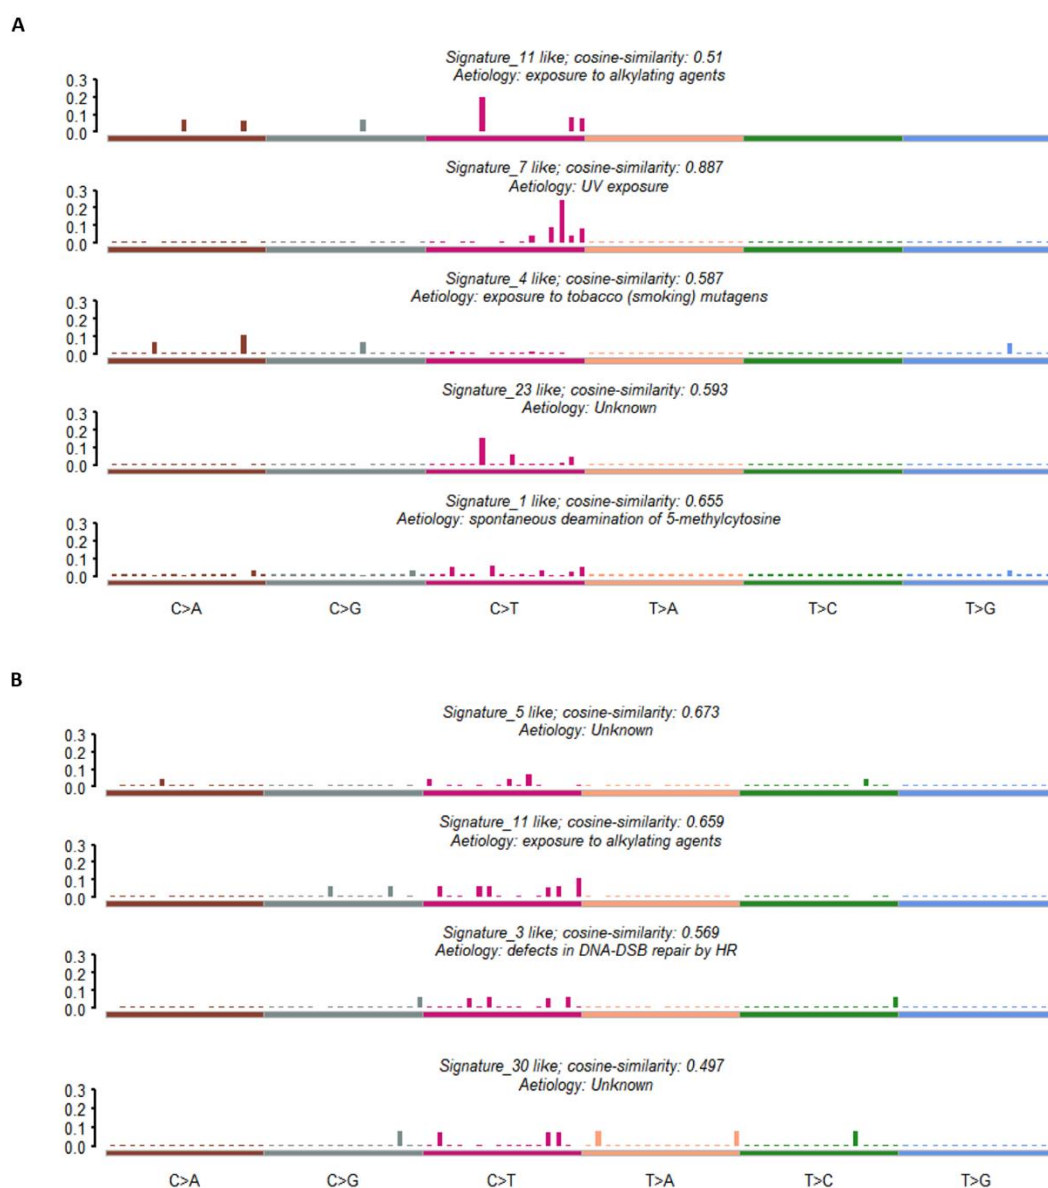 A
Signature_11 like; cosine-similarity: 0.51
Aetiology: exposure to alkylating agents
0.3
0.2
0.1
0.0
Signature_7 like; cosine-similarity: 0.887
Aetiology: UV exposure
0.3
0.2
0.1
0.0
Signature_4 like; cosine-similarity: 0.587
Aetiology: exposure to tobacco (smoking) mutagens
0.3
0.2
0.1
0.0
Signature_23 like; cosine-similarity: 0.593
Aetiology: Unknown
0.3
0.2
0.1
0.0
Signature_1 like; cosine-similarity: 0.655
Aetiology: spontaneous deamination of 5-methylcytosine
0.3
0.2
0.1
0.0
C>A C>G C>T T>A T>C T>G
B
Signature_5 like; cosine-similarity: 0.673
Aetiology: Unknown
0.3
0.2
0.1
0.0
Signature_11 like; cosine-similarity: 0.659
Aetiology: exposure to alkylating agents
0.3
0.2
0.1
0.0
Signature_3 like; cosine-similarity: 0.569
Aetiology: defects in DNA-DSB repair by HR
0.3
0.2
0.1
0.0
Signature_30 like; cosine-similarity: 0.497
Aetiology: Unknown
0.3
0.2
0.1
0.0
C>A C>G C>T T>A T>C T>G